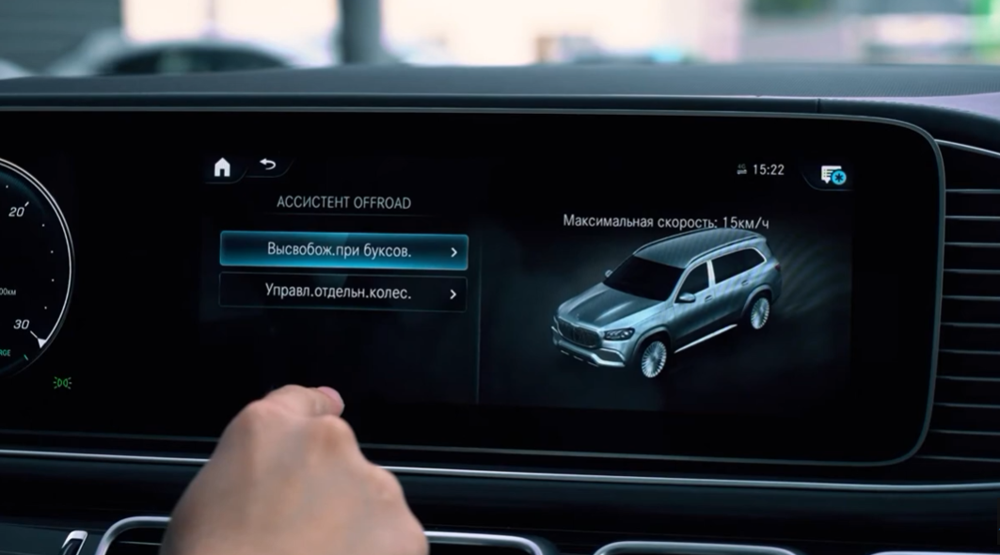 15:22
АССИСТЕНТ OFFROAD
Максимальная скорость: 15км/ч
Высвобож.при буксов.
Управл.отдельн.колес.
20
30